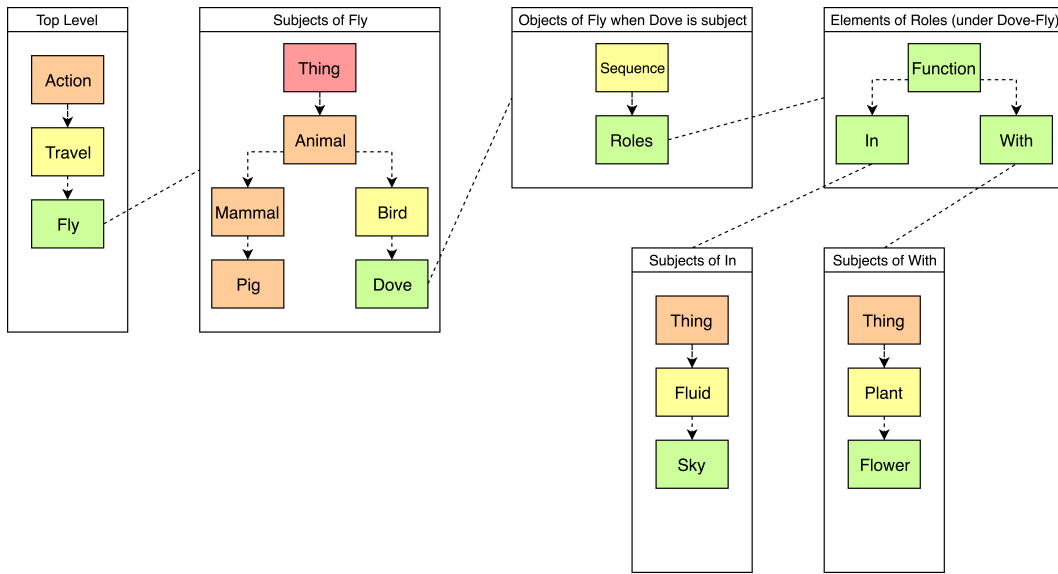 Top Level
Action
Travel
Fly
Subjects of Fly
Thing
Animal
Mammal
Bird
Pig
Dove
Objects of Fly when Dove is subject
Sequence
Roles
Elements of Roles (under Dove-Fly)
Function
In
With
Subjects of In
Thing
Fluid
Sky
Subjects of With
Thing
Plant
Flower